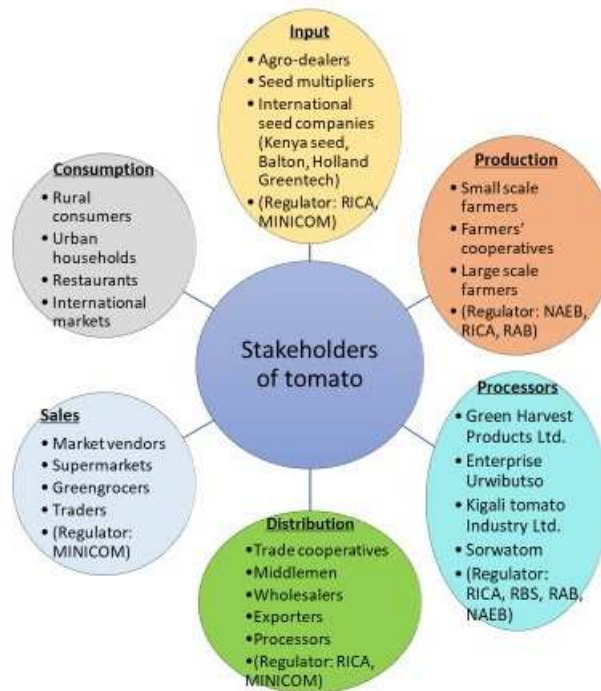 Input
• Agro-dealers
• Seed multipliers
• International
seed companies
(Kenya seed,
Balton, Holland
Greentech)
• (Regulator: RICA,
MINICOM)
Production
• Small scale
farmers
• Farmers'
cooperatives
• Large scale
farmers
• (Regulator: NAEB,
RICA, RAB)
Processors
• Green Harvest
Products Ltd.
• Enterprise
Urwibutso
• Kigali tomato
Industry Ltd.
• Sorwatom
• (Regulator:
RICA, RBS, RAB,
NAEB)
Distribution
• Trade cooperatives
• Middlemen
• Wholesalers
• Exporters
• Processors
• (Regulator: RICA,
MINICOM)
Sales
• Market vendors
• Supermarkets
• Greengrocers
• Traders
• (Regulator:
MINICOM)
Consumption
• Rural
consumers
• Urban
households
• Restaurants
• International
markets
Stakeholders
of tomato